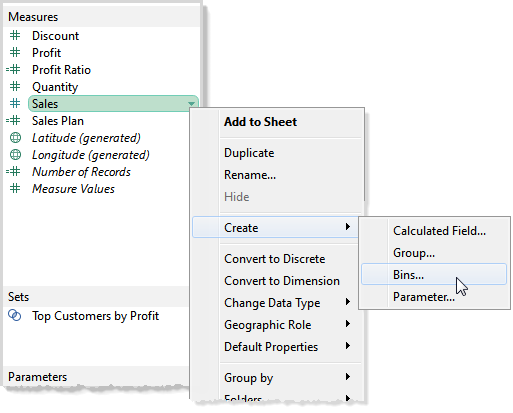 Measures
Discount
Profit
Profit Ratio
Quantity
Sales
Sales Plan
Latitude (generated)
Longitude (generated)
Number of Records
Measure Values
Sets
Top Customers by Profit
Parameters
Add to Sheet
Duplicate
Rename...
Hide
Create
Convert to Discrete
Convert to Dimension
Change Data Type
Geographic Role
Default Properties
Group by
Folders
Calculated Field...
Group...
Bins...
Parameter...